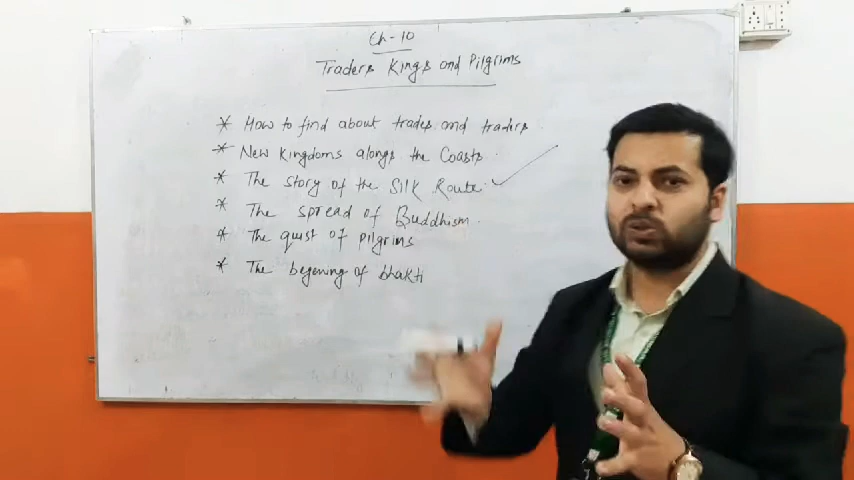 Ch-10
Traders Kings and Pilgrims
* How to find about trades and traders
* New Kingdoms alongs the Coasts.
* The story of the Silk Route.
* The spread of Buddhism.
* The quist of pilgrims
* The begening of bhakti